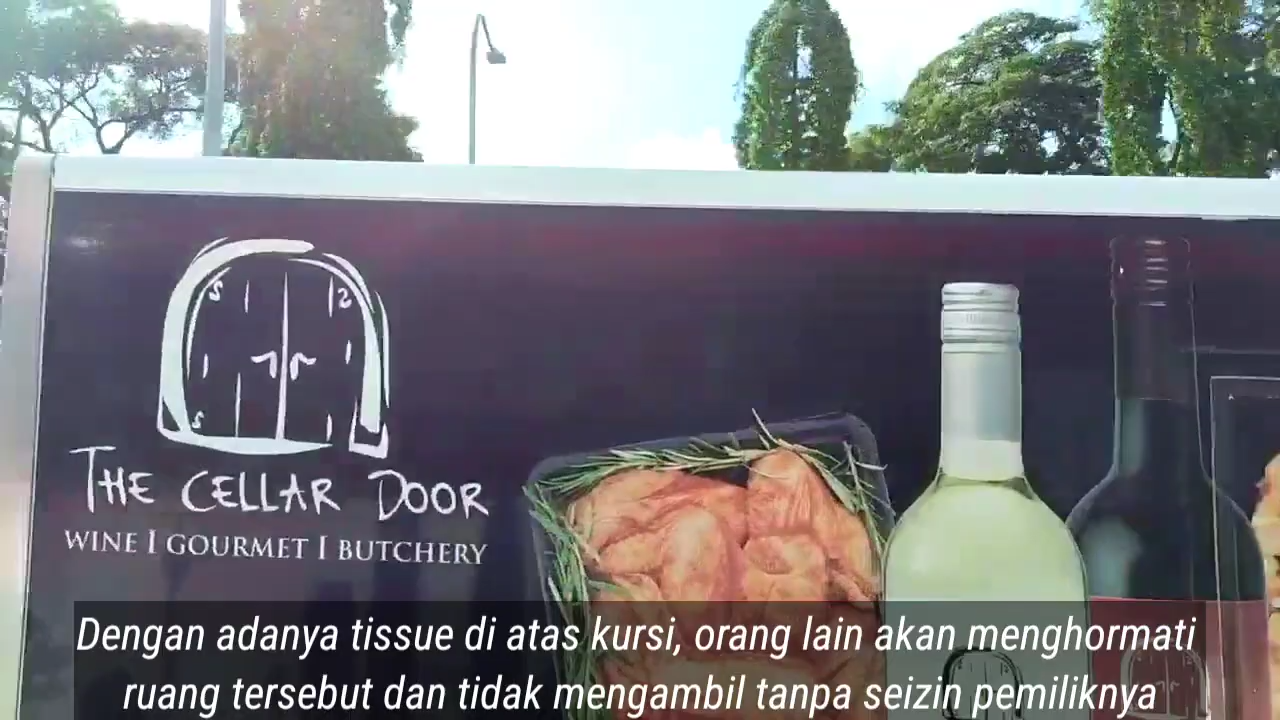 THE CELLAR DOOR
WINE | GOURMET | BUTCHERY
Dengan adanya tissue di atas kursi, orang lain akan menghormati
ruang tersebut dan tidak mengambil tanpa seizin pemiliknya